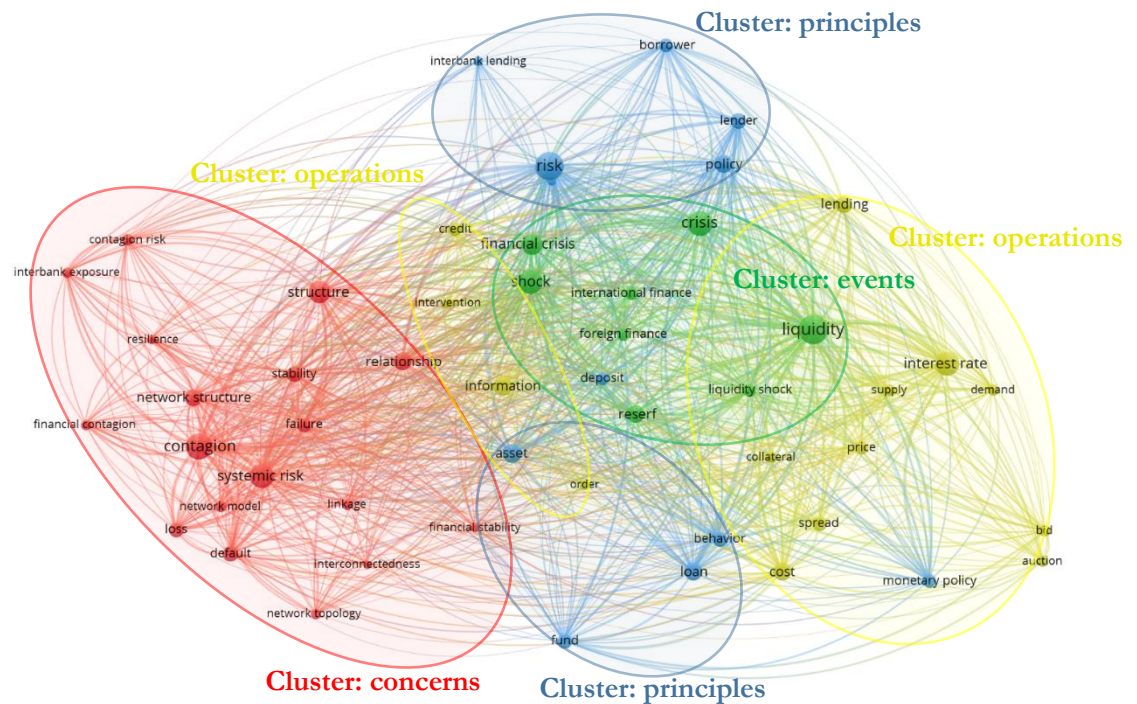 Cluster: principles
borrower
interbank lending
lender
risk
policy
Cluster: operations
lending
crisis
credit
contagion risk
financial crisis
Cluster: operations
interbank exposure
shock
Cluster: events
structure
international finance
intervention
liquidity
foreign finance
resilience
relationship
interest rate
stability
deposit
information
liquidity shock
supply
demand
network structure
reserf
financial contagion
failure
contagion
price
asset
collateral
systemic risk
order
network model
linkage
loss
financial stability
spread
bid
behavior
default
interconnectedness
auction
loan
cost
monetary policy
network topology
fund
Cluster: concerns
Cluster: principles